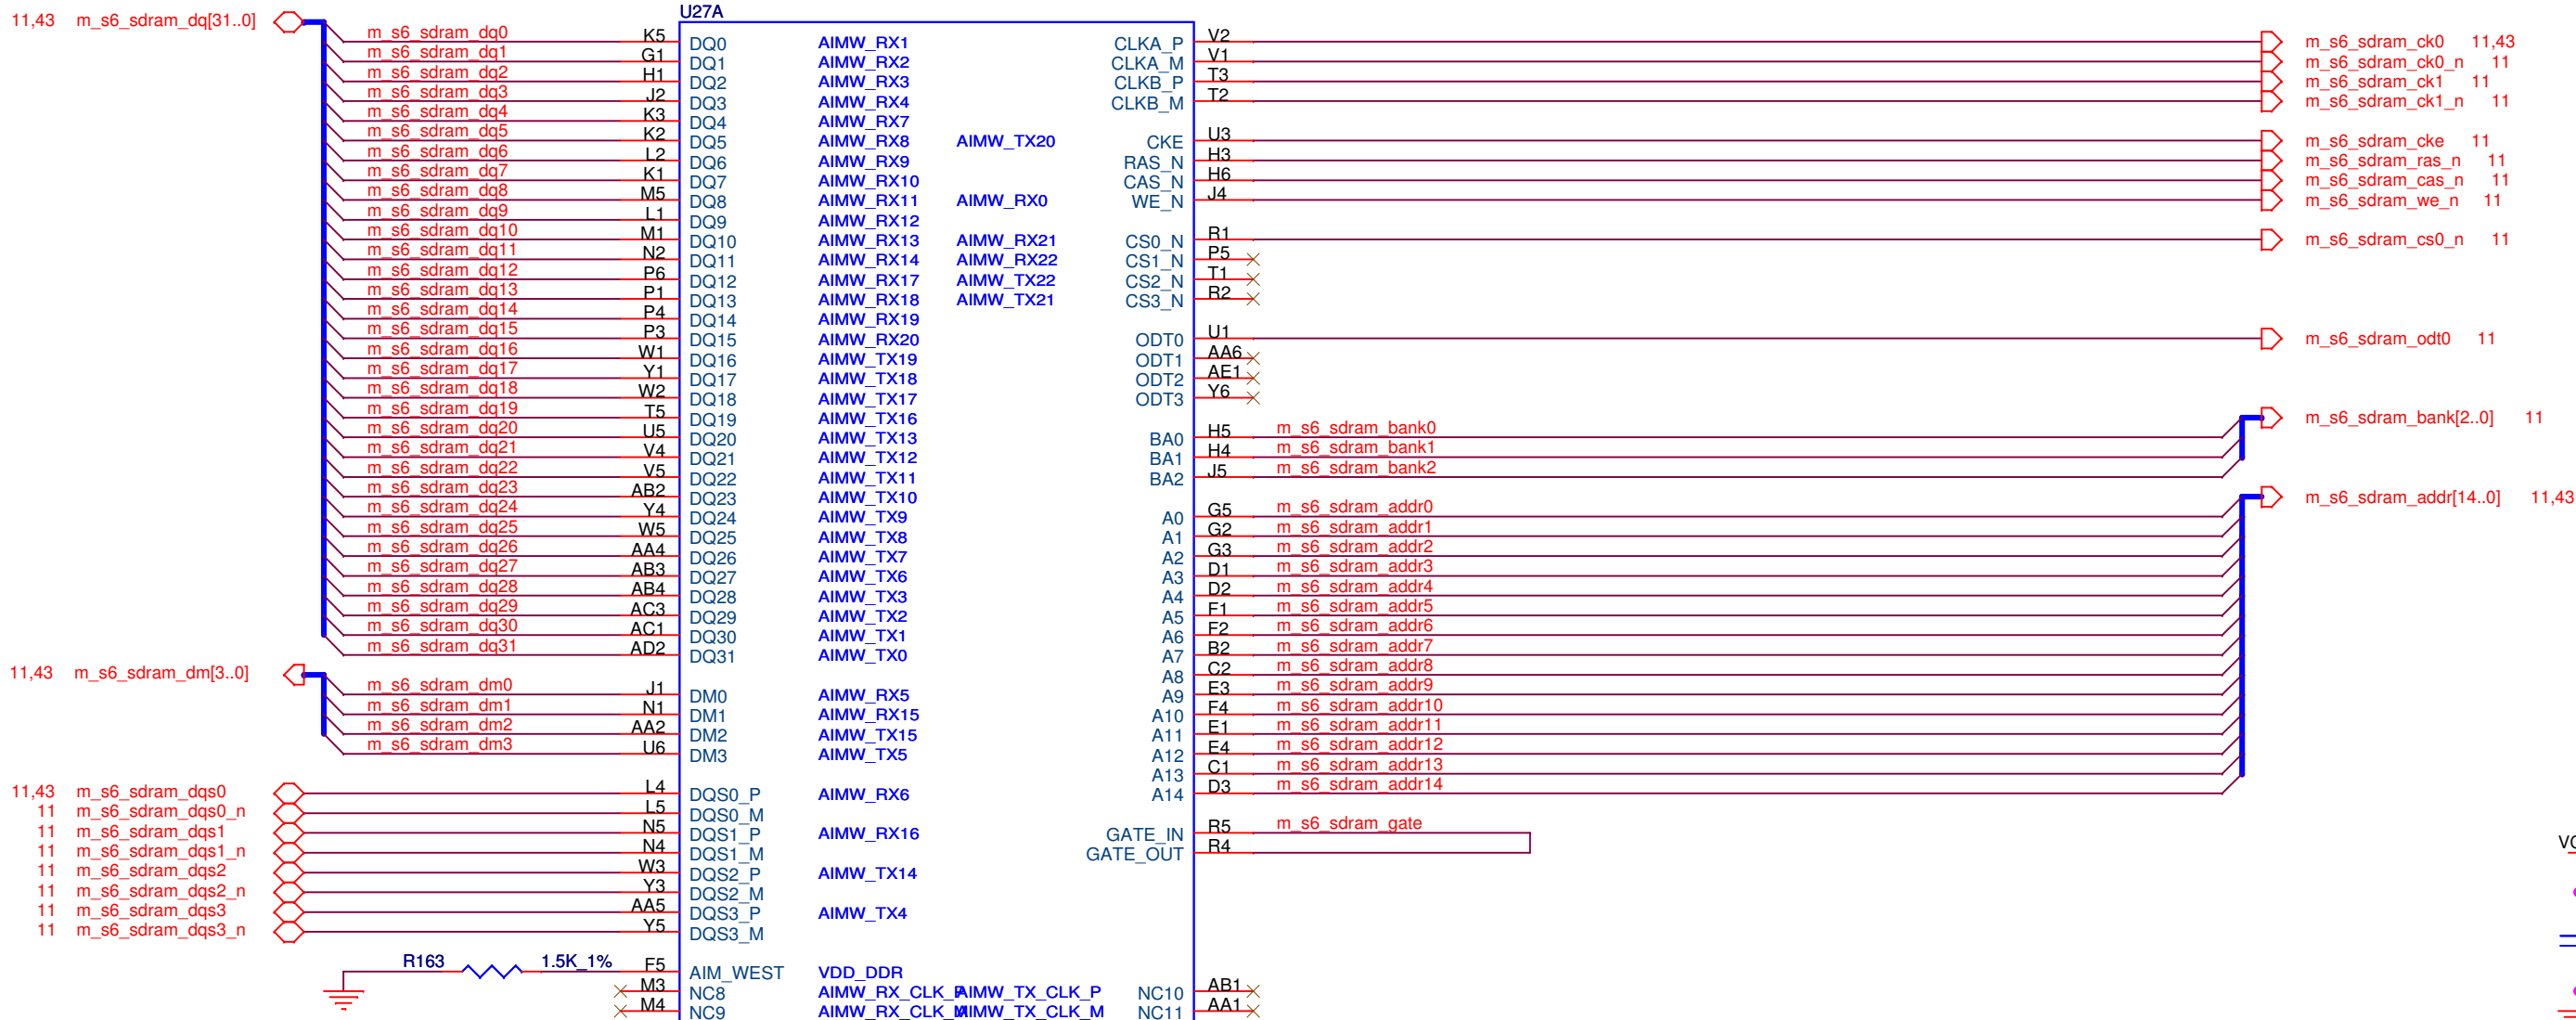 U27A
11,43 m_s6_sdram_dq[31..0]
m_s6_sdram_dq0 K5 DQ0 AIMW_RX1 CLKA_P V2 m_s6_sdram_ck0 11,43
m_s6_sdram_dq1 G1 DQ1 AIMW_RX2 CLKA_M V1 m_s6_sdram_ck0_n 11
m_s6_sdram_dq2 H1 DQ2 AIMW_RX3 CLKB_P T3 m_s6_sdram_ck1 11
m_s6_sdram_dq3 J2 DQ3 AIMW_RX4 CLKB_M T2 m_s6_sdram_ck1_n 11
m_s6_sdram_dq4 K3 DQ4 AIMW_RX7
m_s6_sdram_dq5 K2 DQ5 AIMW_RX8 AIMW_TX20 CKE U3 m_s6_sdram_cke 11
m_s6_sdram_dq6 L2 DQ6 AIMW_RX9 RAS_N H3 m_s6_sdram_ras_n 11
m_s6_sdram_dq7 K1 DQ7 AIMW_RX10 CAS_N H6 m_s6_sdram_cas_n 11
m_s6_sdram_dq8 M5 DQ8 AIMW_RX11 AIMW_RX0 WE_N J4 m_s6_sdram_we_n 11
m_s6_sdram_dq9 L1 DQ9 AIMW_RX12
m_s6_sdram_dq10 M1 DQ10 AIMW_RX13 AIMW_RX21 CS0_N R1 m_s6_sdram_cs0_n 11
m_s6_sdram_dq11 N2 DQ11 AIMW_RX14 AIMW_RX22 CS1_N P5
m_s6_sdram_dq12 P6 DQ12 AIMW_RX17 AIMW_TX22 CS2_N T1
m_s6_sdram_dq13 P1 DQ13 AIMW_RX18 AIMW_TX21 CS3_N R2
m_s6_sdram_dq14 P4 DQ14 AIMW_RX19
m_s6_sdram_dq15 P3 DQ15 AIMW_RX20 ODT0 U1 m_s6_sdram_odt0 11
m_s6_sdram_dq16 W1 DQ16 AIMW_TX19 ODT1 AA6
m_s6_sdram_dq17 Y1 DQ17 AIMW_TX18 ODT2 AE1
m_s6_sdram_dq18 W2 DQ18 AIMW_TX17 ODT3 Y6
m_s6_sdram_dq19 T5 DQ19 AIMW_TX16 m_s6_sdram_bank[2..0] 11
m_s6_sdram_dq20 U5 DQ20 AIMW_TX13 BA0 H5 m_s6_sdram_bank0
m_s6_sdram_dq21 V4 DQ21 AIMW_TX12 BA1 H4 m_s6_sdram_bank1
m_s6_sdram_dq22 V5 DQ22 AIMW_TX11 BA2 J5 m_s6_sdram_bank2
m_s6_sdram_dq23 AB2 DQ23 AIMW_TX10 m_s6_sdram_addr[14..0] 11,43
m_s6_sdram_dq24 Y4 DQ24 AIMW_TX9 A0 G5 m_s6_sdram_addr0
m_s6_sdram_dq25 W5 DQ25 AIMW_TX8 A1 G2 m_s6_sdram_addr1
m_s6_sdram_dq26 AA4 DQ26 AIMW_TX7 A2 G3 m_s6_sdram_addr2
m_s6_sdram_dq27 AB3 DQ27 AIMW_TX6 A3 D1 m_s6_sdram_addr3
m_s6_sdram_dq28 AB4 DQ28 AIMW_TX3 A4 D2 m_s6_sdram_addr4
m_s6_sdram_dq29 AC3 DQ29 AIMW_TX2 A5 F1 m_s6_sdram_addr5
m_s6_sdram_dq30 AC1 DQ30 AIMW_TX1 A6 F2 m_s6_sdram_addr6
m_s6_sdram_dq31 AD2 DQ31 AIMW_TX0 A7 B2 m_s6_sdram_addr7
11,43 m_s6_sdram_dm[3..0] A8 C2 m_s6_sdram_addr8
m_s6_sdram_dm0 J1 DM0 AIMW_RX5 A9 E3 m_s6_sdram_addr9
m_s6_sdram_dm1 N1 DM1 AIMW_RX15 A10 F4 m_s6_sdram_addr10
m_s6_sdram_dm2 AA2 DM2 AIMW_TX15 A11 E1 m_s6_sdram_addr11
m_s6_sdram_dm3 U6 DM3 AIMW_TX5 A12 E4 m_s6_sdram_addr12
A13 C1 m_s6_sdram_addr13
11,43 m_s6_sdram_dqs0 L4 DQS0_P AIMW_RX6 A14 D3 m_s6_sdram_addr14
11 m_s6_sdram_dqs0_n L5 DQS0_M
11 m_s6_sdram_dqs1 N5 DQS1_P AIMW_RX16 GATE_IN R5 m_s6_sdram_gate
11 m_s6_sdram_dqs1_n N4 DQS1_M GATE_OUT R4
11 m_s6_sdram_dqs2 W3 DQS2_P AIMW_TX14
11 m_s6_sdram_dqs2_n Y3 DQS2_M
11 m_s6_sdram_dqs3 AA5 DQS3_P AIMW_TX4
11 m_s6_sdram_dqs3_n Y5 DQS3_M
R163 1.5K_1% F5 AIM_WEST VDD_DDR
M3 NC8 AIMW_RX_CLK_P AIMW_TX_CLK_P NC10 AB1
M4 NC9 AIMW_RX_CLK_M AIMW_TX_CLK_M NC11 AA1